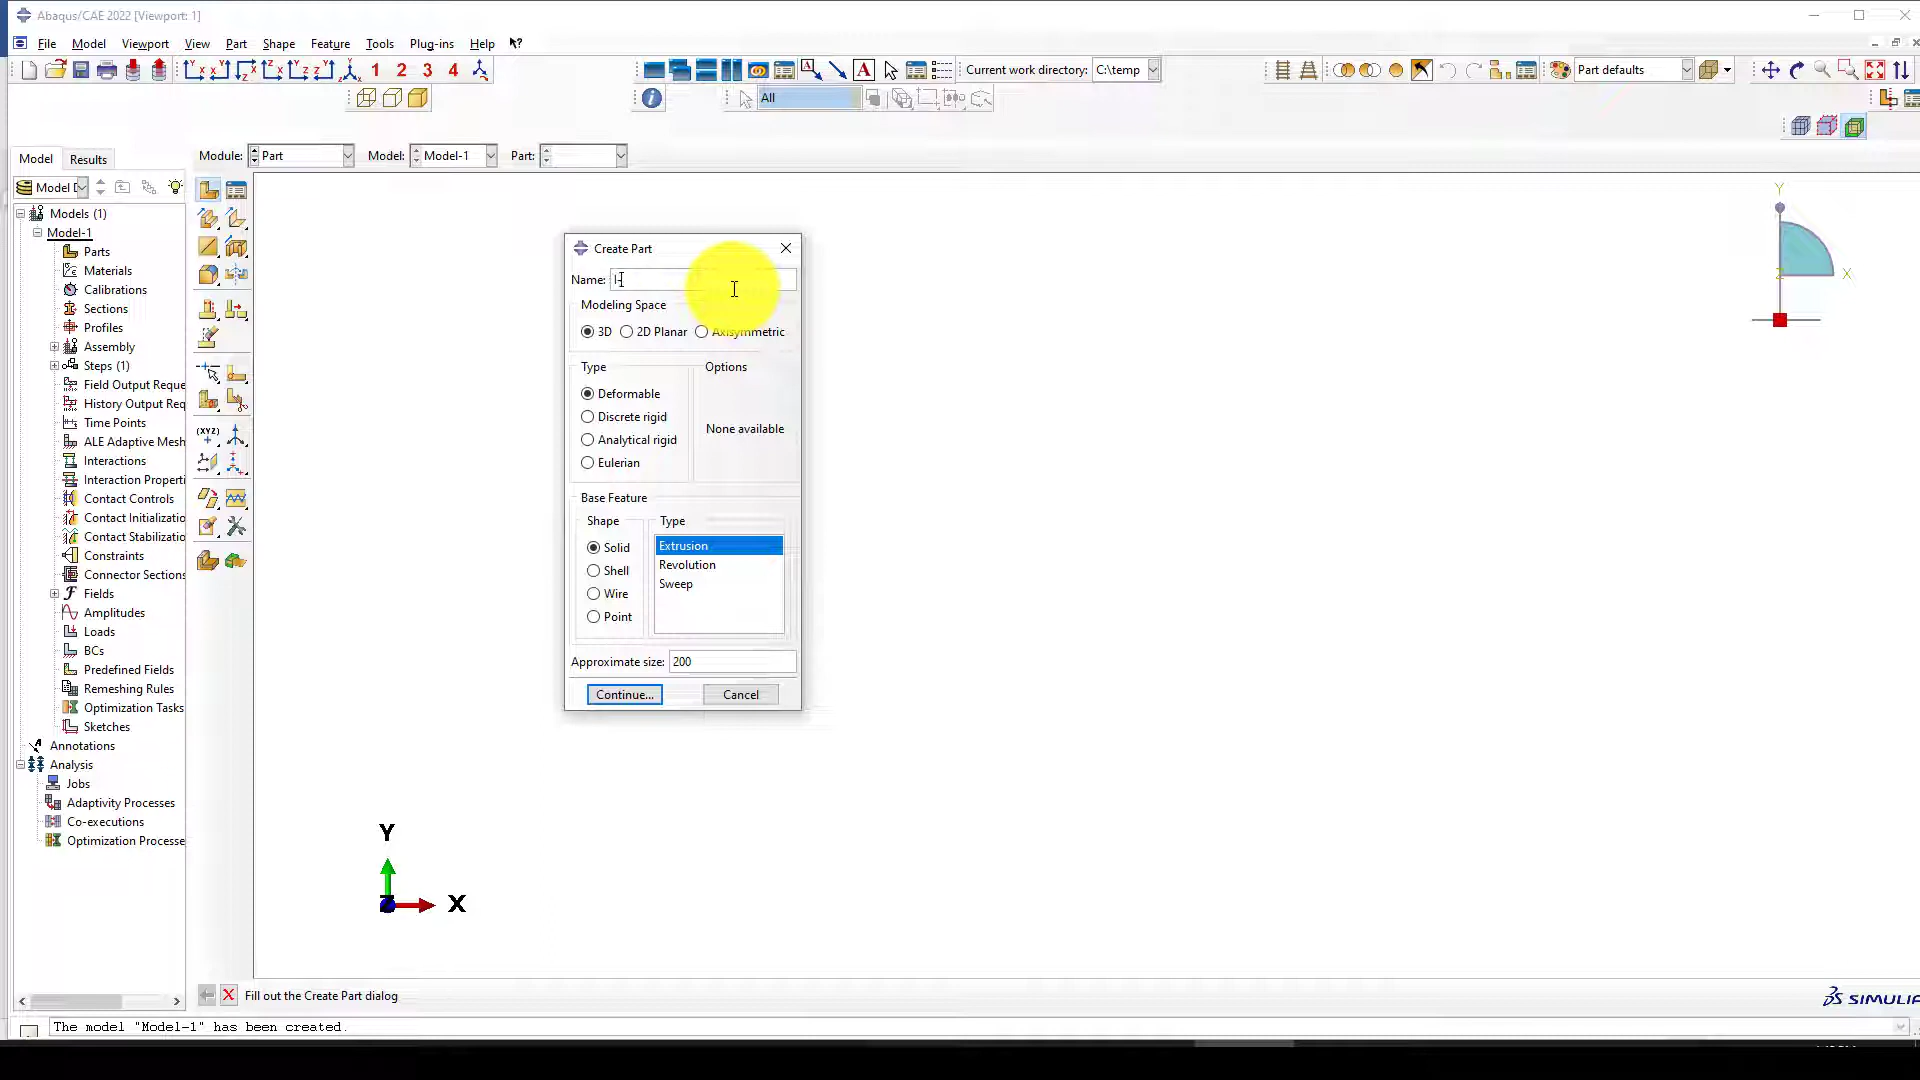 Abaqus/CAE 2022 [Viewport: 1]
File Model Viewport View Part Shape Feature Tools Plug-ins Help
1 2 3 4 Current work directory: C:\temp Part defaults
All
Model Results Module: Part Model: Model-1 Part:
Model D
Models (1)
Model-1
Parts
Materials
Calibrations
Sections
Profiles
Assembly
Steps (1)
Field Output Reque
History Output Req
Time Points
ALE Adaptive Mesh
Interactions
Interaction Properti
Contact Controls
Contact Initializatio
Contact Stabilizatio
Constraints
Connector Sections
Fields
Amplitudes
Loads
BCs
Predefined Fields
Remeshing Rules
Optimization Tasks
Sketches
Annotations
Analysis
Jobs
Adaptivity Processes
Co-executions
Optimization Processe
(XYZ)
Create Part
Name: I-
Modeling Space
3D 2D Planar Axisymmetric
Type Options
Deformable
Discrete rigid
Analytical rigid
Eulerian
None available
Base Feature
Shape Type
Solid
Shell
Wire
Point
Extrusion
Revolution
Sweep
Approximate size: 200
Continue... Cancel
Y
X
Z
Y
X
Z
Fill out the Create Part dialog
SIMULIA
The model "Model-1" has been created.